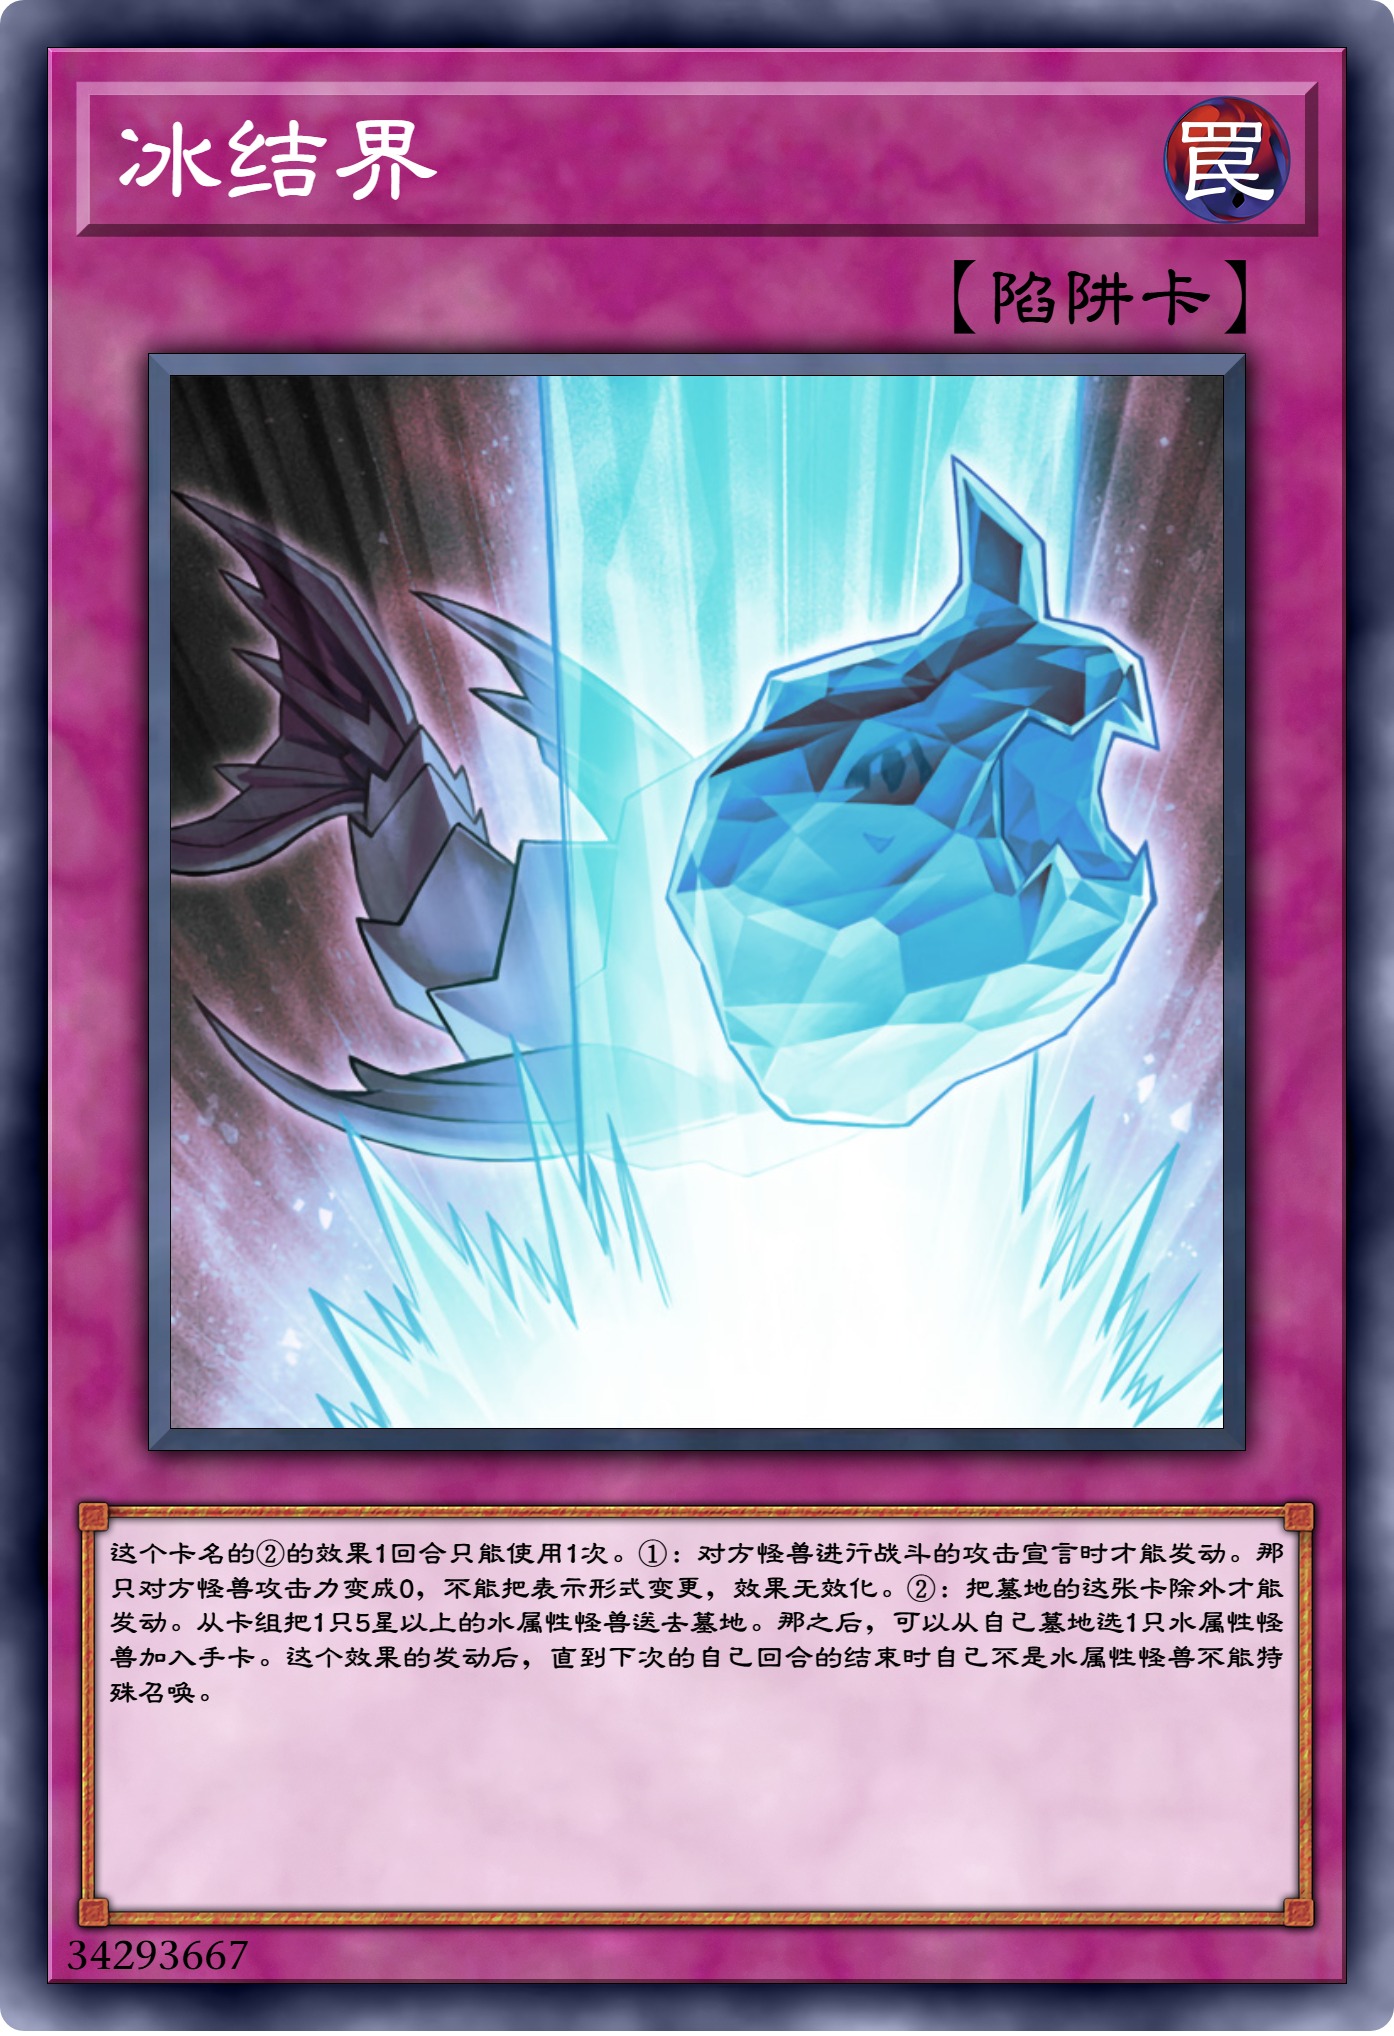 冰结界
罠
【陷阱卡】
这个卡名的②的效果1回合只能使用1次。①：对方怪兽进行战斗的攻击宣言时才能发动。那
只对方怪兽攻击力变成0，不能把表示形式变更，效果无效化。②：把墓地的这张卡除外才能
发动。从卡组把1只5星以上的水属性怪兽送去墓地。那之后，可以从自己墓地选1只水属性怪
兽加入手卡。这个效果的发动后，直到下次的自己回合的结束时自己不是水属性怪兽不能特
殊召唤。
34293667